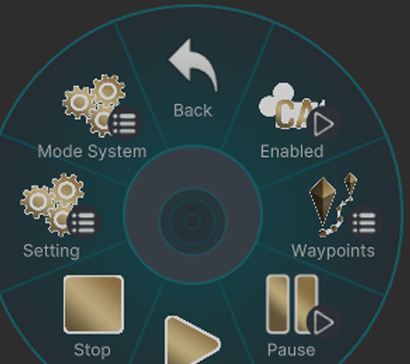 Back
Mode System
Enabled
Setting
Waypoints
Stop
Pause